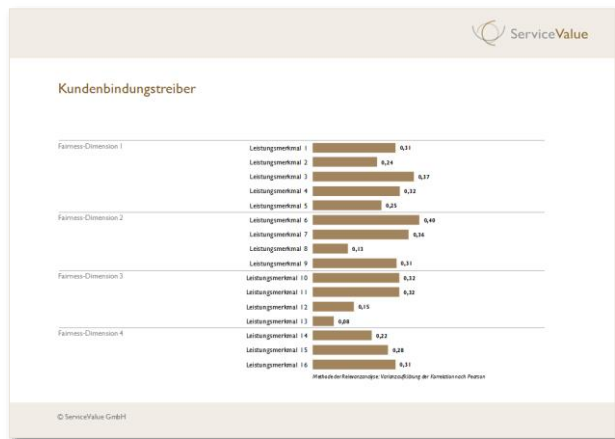 ServiceValue
Kundenbindungstreiber
Fairness-Dimension 1
Leistungsmerkmal 1 0,31
Leistungsmerkmal 2 0,24
Leistungsmerkmal 3 0,37
Leistungsmerkmal 4 0,32
Leistungsmerkmal 5 0,25
Fairness-Dimension 2
Leistungsmerkmal 6 0,40
Leistungsmerkmal 7 0,36
Leistungsmerkmal 8 0,13
Leistungsmerkmal 9 0,31
Fairness-Dimension 3
Leistungsmerkmal 10 0,32
Leistungsmerkmal 11 0,32
Leistungsmerkmal 12 0,15
Leistungsmerkmal 13 0,08
Fairness-Dimension 4
Leistungsmerkmal 14 0,22
Leistungsmerkmal 15 0,28
Leistungsmerkmal 16 0,31
Methode der Relevanzanalyse: Varianzaufklärung der Korrelation nach Pearson
© ServiceValue GmbH